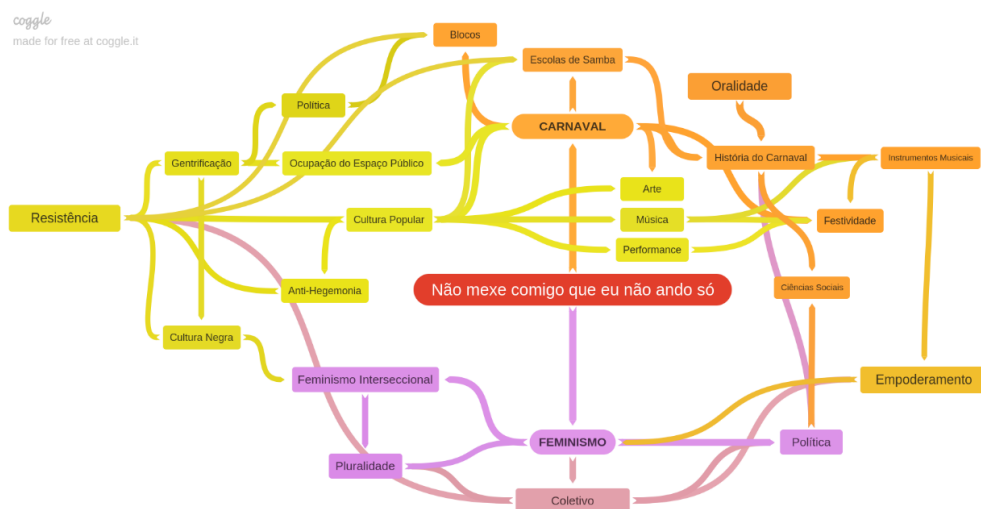 coggle
made for free at coggle.it
Blocos
Escolas de Samba
Oralidade
Política
CARNAVAL
Gentrificação
Ocupação do Espaço Público
História do Carnaval
Instrumentos Musicais
Arte
Resistência
Cultura Popular
Música
Festividade
Performance
Anti-Hegemonia
Não mexe comigo que eu não ando só
Ciências Sociais
Cultura Negra
Feminismo Interseccional
Empoderamento
FEMINISMO
Política
Pluralidade
Coletivo